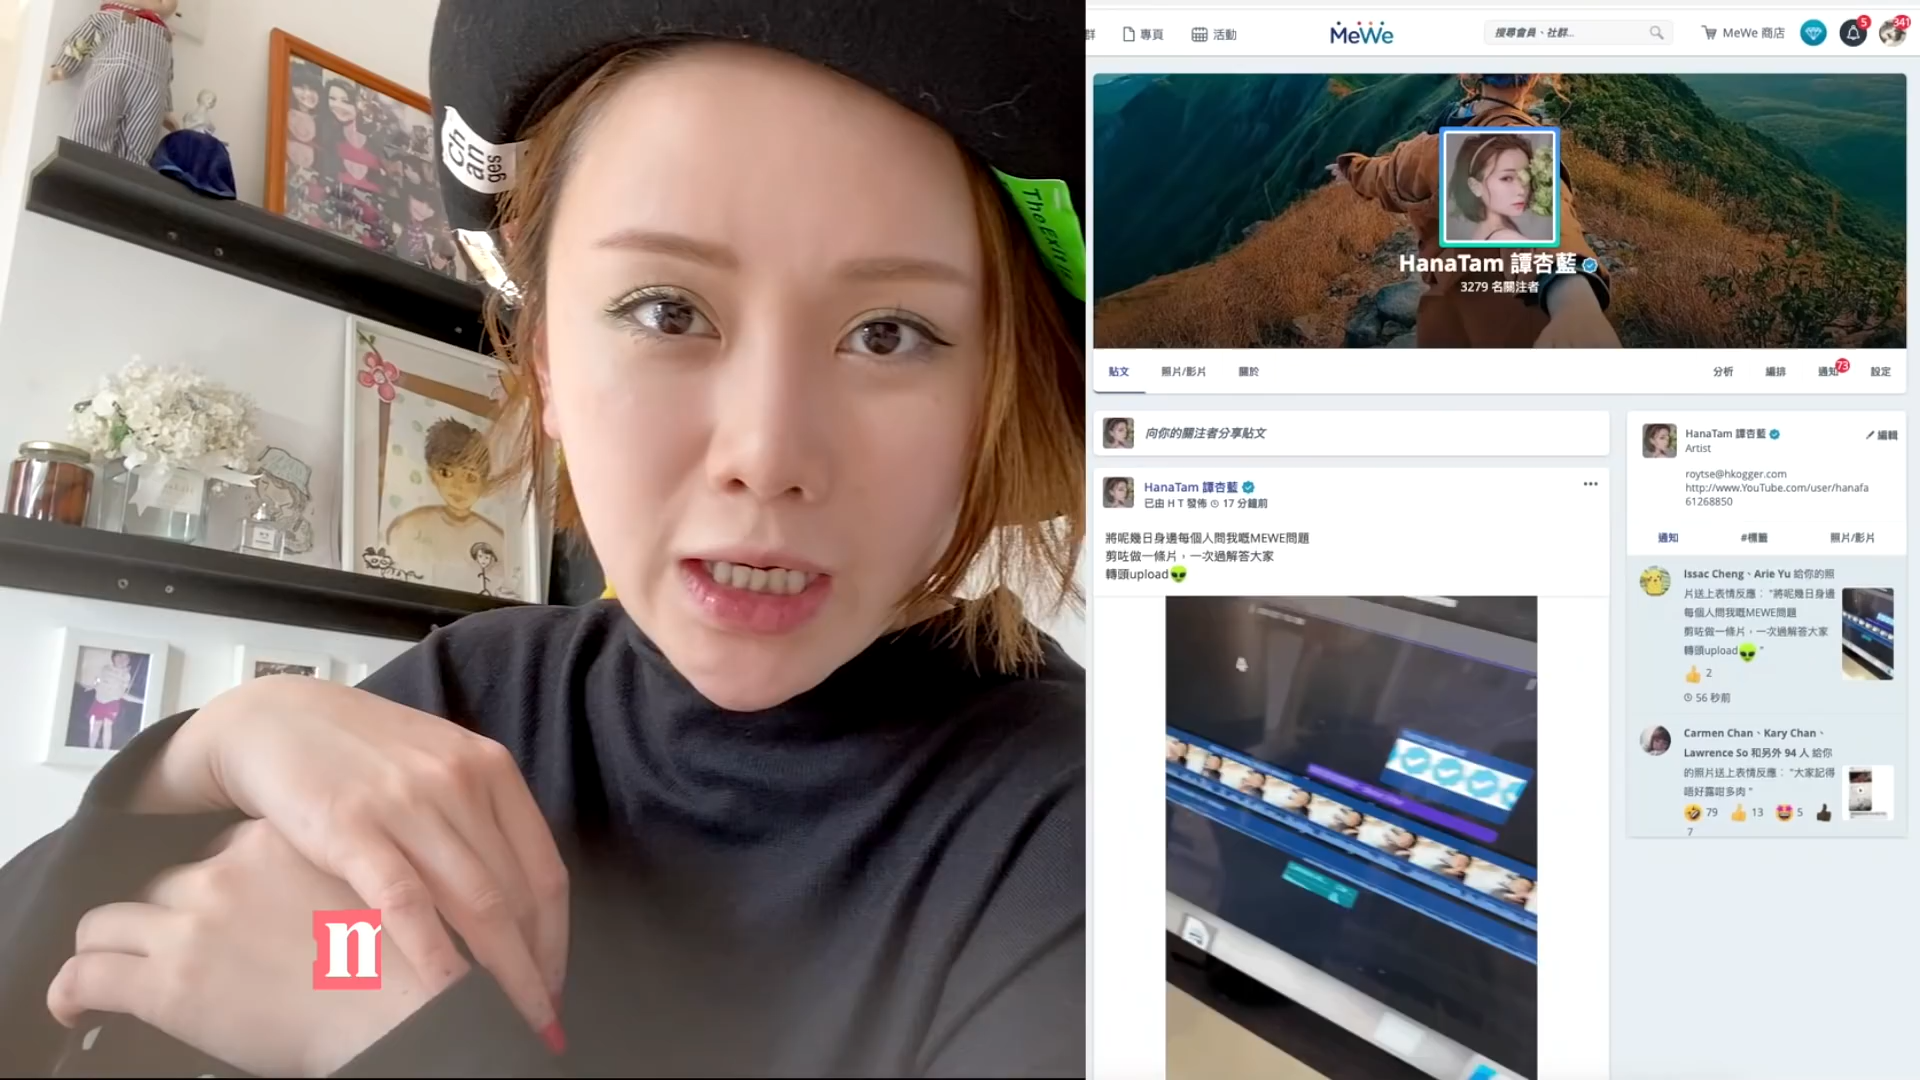 Ch
an
ges
The Exit is
m
群
專頁
活動
MeWe
搜尋會員、社群...
MeWe 商店
5
341
HanaTam 譚杏藍
3279 名關注者
貼文
照片/影片
關於
分析
編排
通知
73
設定
向你的關注者分享貼文
HanaTam 譚杏藍
已由 H T 發佈 17 分鐘前
將呢幾日身邊每個人問我嘅MEWE問題
剪咗做一條片，一次過解答大家
轉頭upload
HanaTam 譚杏藍
編輯
Artist
roytse@hkogger.com
http://www.YouTube.com/user/hanafa
61268850
通知
#標籤
照片/影片
Issac Cheng、Arie Yu 給你的照
片送上表情反應： "將呢幾日身邊
每個人問我嘅MEWE問題
剪咗做一條片，一次過解答大家
轉頭upload "
2
56 秒前
Carmen Chan、Kary Chan、
Lawrence So 和另外 94 人 給你
的照片送上表情反應： "大家記得
唔好露咁多肉 "
79
13
5
7